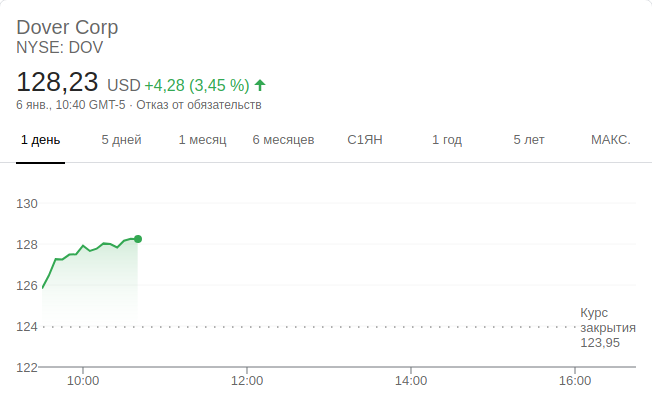 Dover Corp
NYSE: DOV
128,23 USD +4,28 (3,45 %)
6 янв., 10:40 GMT-5 · Отказ от обязательств
1 день 5 дней 1 месяц 6 месяцев С1ЯН 1 год 5 лет МАКС.
130
128
126
124
122
Курс
закрытия
123,95
10:00 12:00 14:00 16:00